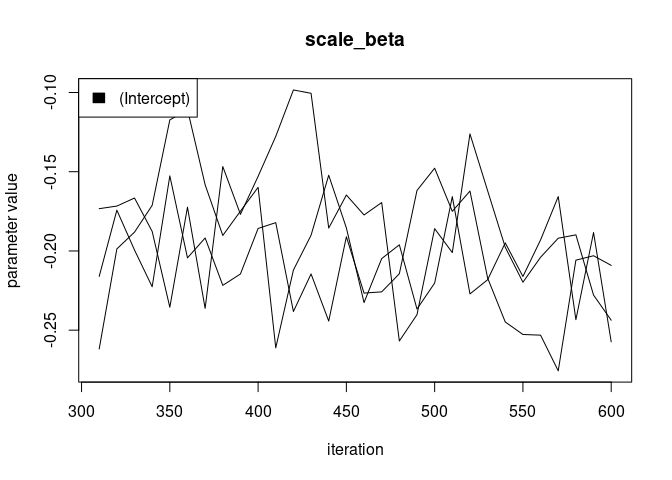 scale_beta
(Intercept)
parameter value
-0.10
-0.15
-0.20
-0.25
300 350 400 450 500 550 600
iteration